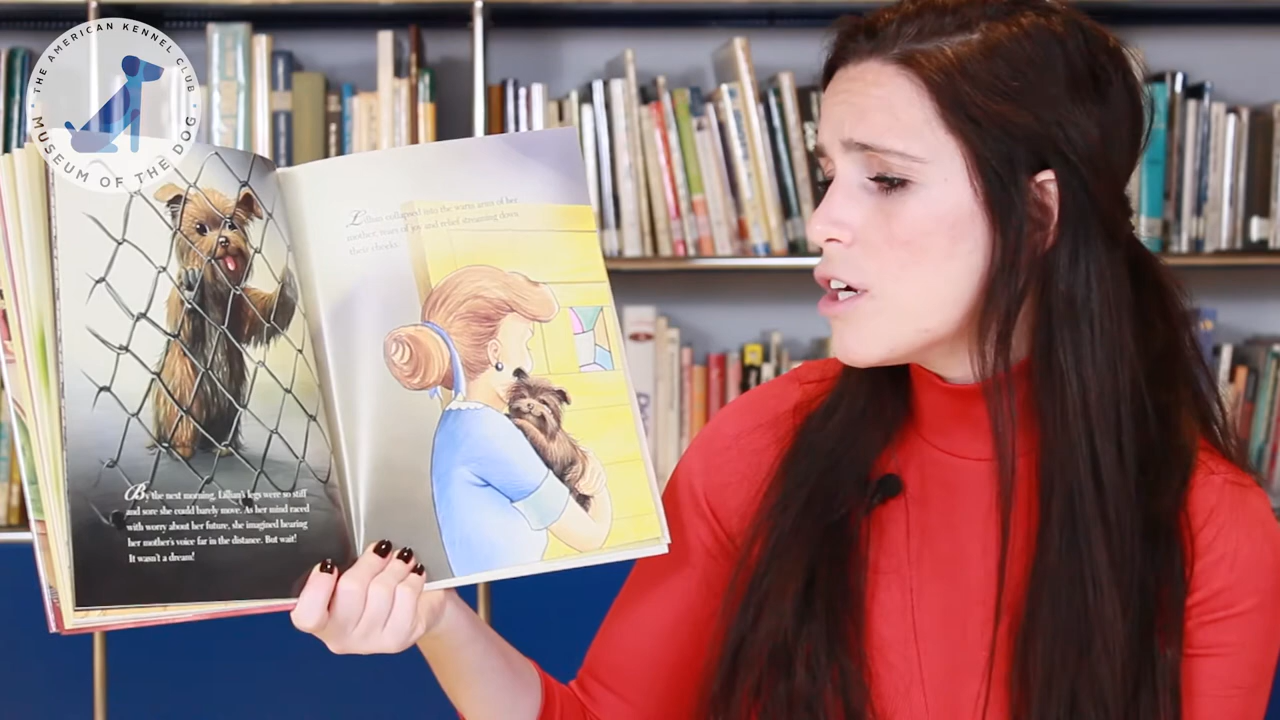 THE AMERICAN KENNEL CLUB
MUSEUM OF THE DOG
By the next morning, Lillian's legs were so stiff
and sore she could barely move. As her mind raced
with worry about her future, she imagined hearing
her mother's voice far in the distance. But wait!
It wasn't a dream!
Lillian collapsed into the warm arms of her
mother, tears of joy and relief streaming down
their cheeks.